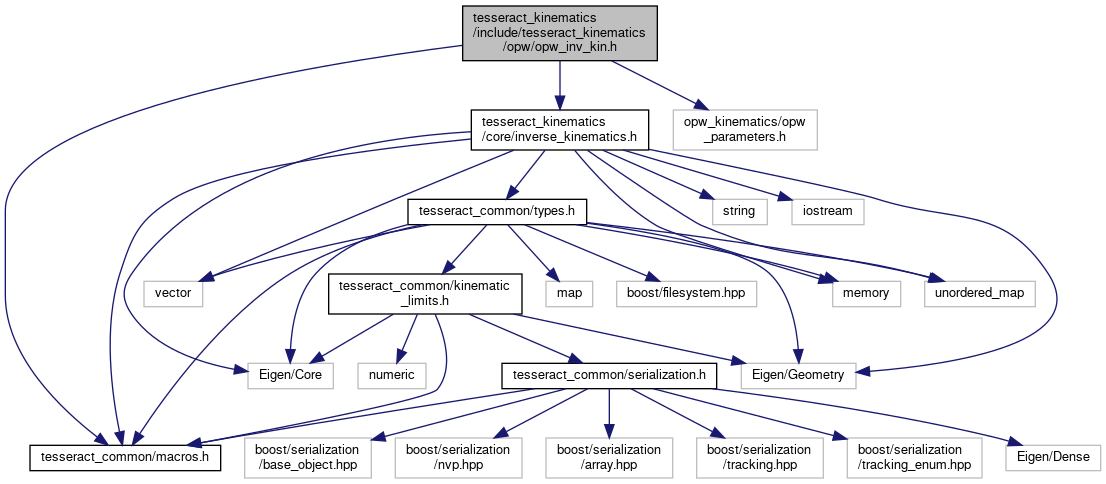 tesseract_kinematics
/include/tesseract_kinematics
/opw/opw_inv_kin.h
tesseract_kinematics
/core/inverse_kinematics.h
opw_kinematics/opw
_parameters.h
tesseract_common/types.h
string
iostream
vector
tesseract_common/kinematic
_limits.h
map
boost/filesystem.hpp
memory
unordered_map
Eigen/Core
numeric
tesseract_common/serialization.h
Eigen/Geometry
tesseract_common/macros.h
boost/serialization
/base_object.hpp
boost/serialization
/nvp.hpp
boost/serialization
/array.hpp
boost/serialization
/tracking.hpp
boost/serialization
/tracking_enum.hpp
Eigen/Dense